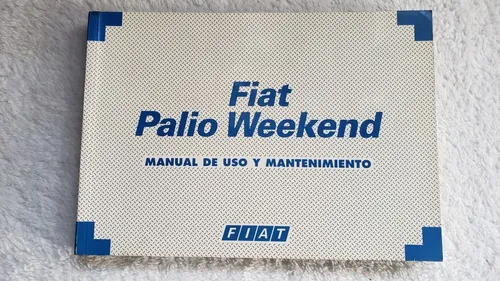 Fiat
Palio Weekend
MANUAL DE USO Y MANTENIMIENTO
FIAT